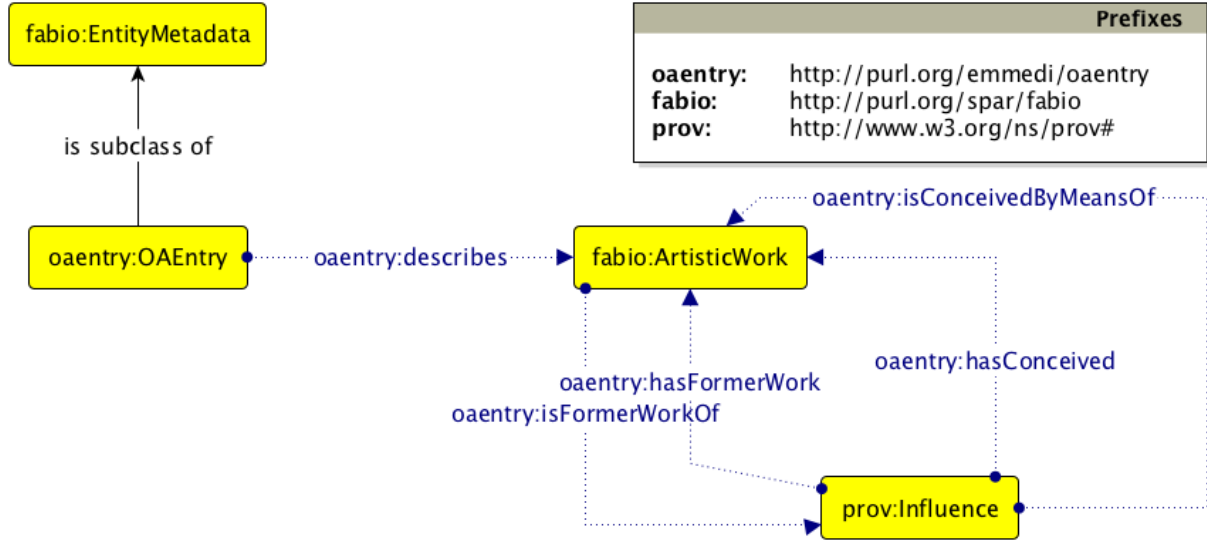 fabio:EntityMetadata
Prefixes
oaentry: http://purl.org/emmedi/oaentry
fabio: http://purl.org/spar/fabio
prov: http://www.w3.org/ns/prov#
is subclass of
oaentry:isConceivedByMeansOf
oaentry:OAEntry
oaentry:describes
fabio:ArtisticWork
oaentry:hasConceived
oaentry:hasFormerWork
oaentry:isFormerWorkOf
prov:Influence